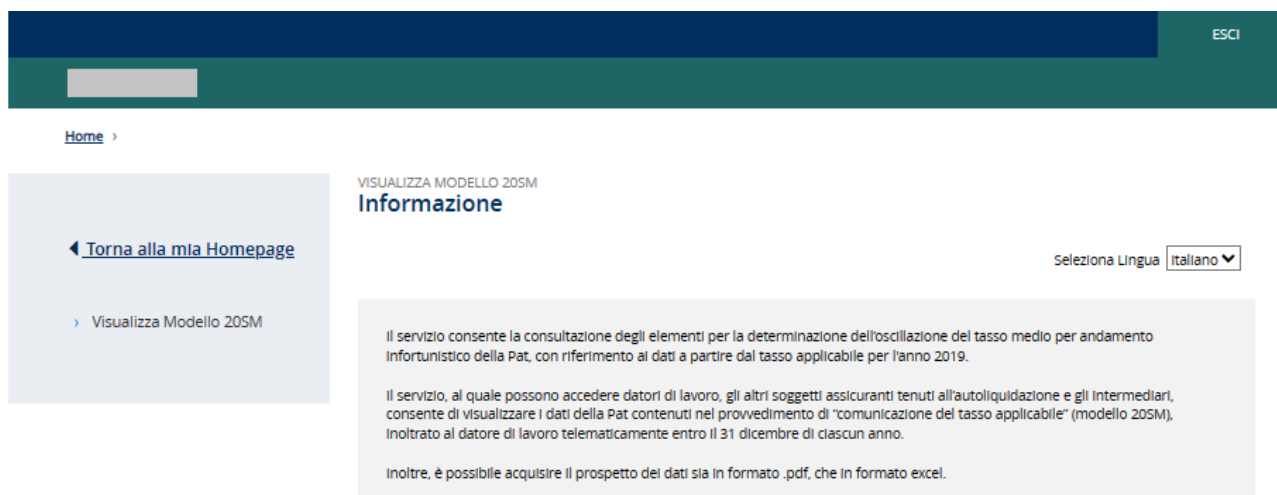 ESCI
Home ›
Torna alla mia Homepage
› Visualizza Modello 20SM
VISUALIZZA MODELLO 20SM
Informazione
Seleziona Lingua Italiano
Il servizio consente la consultazione degli elementi per la determinazione dell'oscillazione del tasso medio per andamento
infortunistico della Pat, con riferimento ai dati a partire dal tasso applicabile per l'anno 2019.
Il servizio, al quale possono accedere datori di lavoro, gli altri soggetti assicuranti tenuti all'autoliquidazione e gli intermediari,
consente di visualizzare i dati della Pat contenuti nel provvedimento di "comunicazione del tasso applicabile" (modello 20SM),
inoltrato al datore di lavoro telematicamente entro il 31 dicembre di ciascun anno.
Inoltre, è possibile acquisire il prospetto dei dati sia in formato .pdf, che in formato excel.